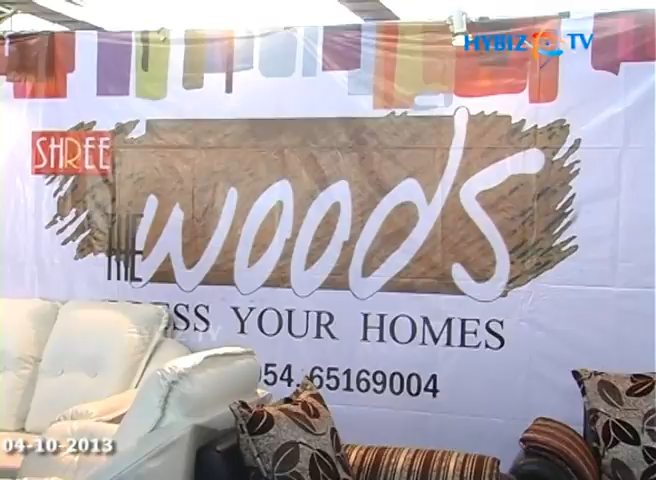 HYBIZ TV
SHREE
THE
woods
ESS YOUR HOMES
054, 65169004
04-10-2013